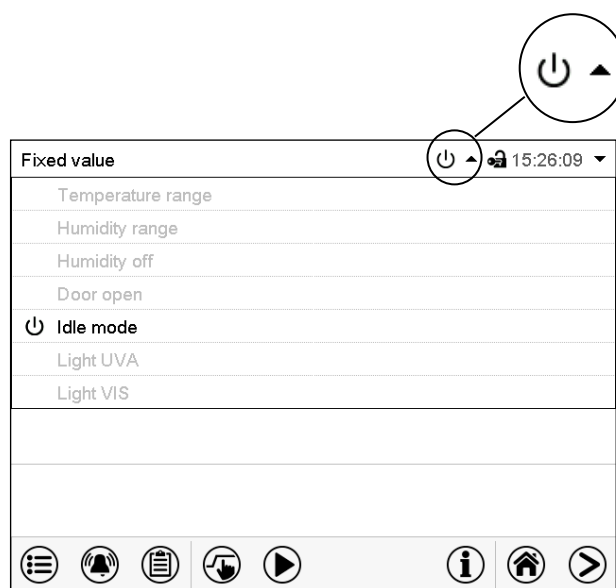 Fixed value 15:26:09
Temperature range
Humidity range
Humidity off
Door open
Idle mode
Light UVA
Light VIS